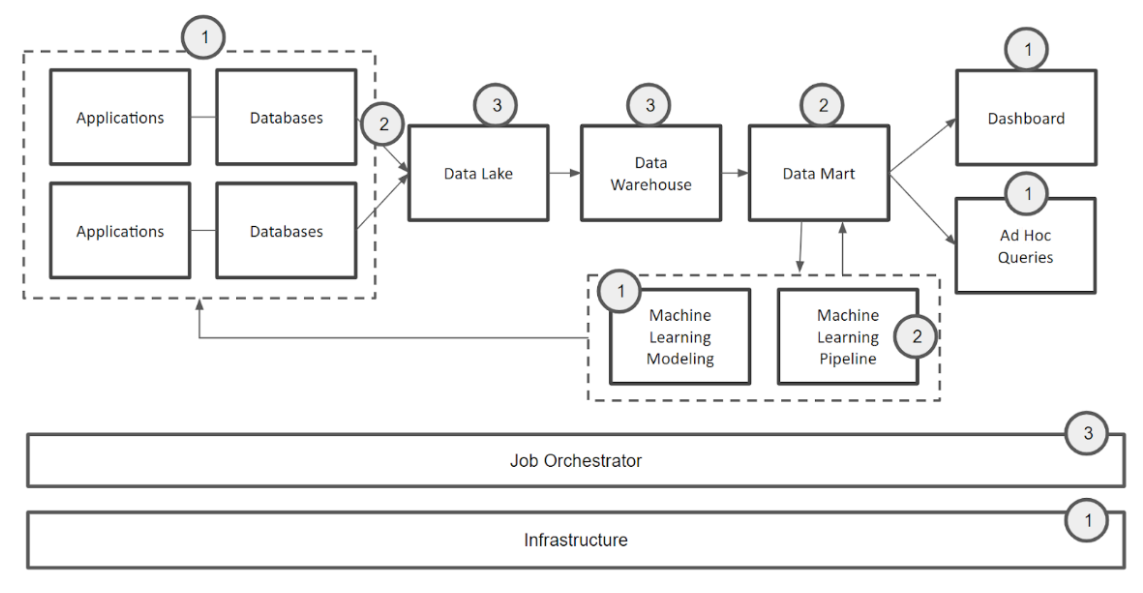 1
Applications
Databases
2
Applications
Databases
3
Data Lake
3
Data
Warehouse
2
Data Mart
1
Dashboard
1
Ad Hoc
Queries
1
Machine
Learning
Modeling
Machine
Learning
Pipeline
2
3
Job Orchestrator
1
Infrastructure